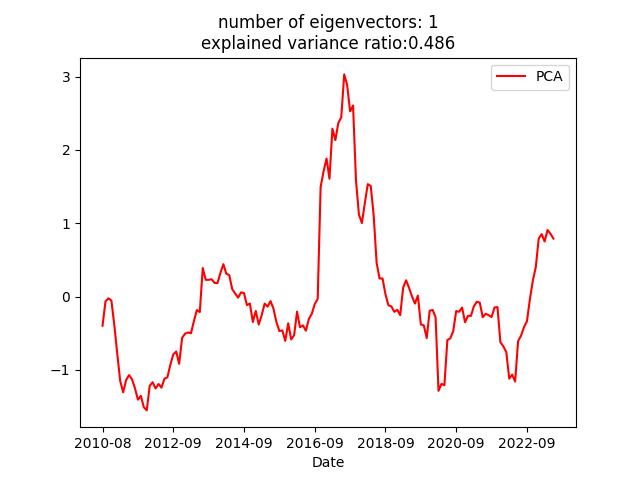 number of eigenvectors: 1
explained variance ratio:0.486
PCA
3
2
1
0
−1
2010-08 2012-09 2014-09 2016-09 2018-09 2020-09 2022-09
Date